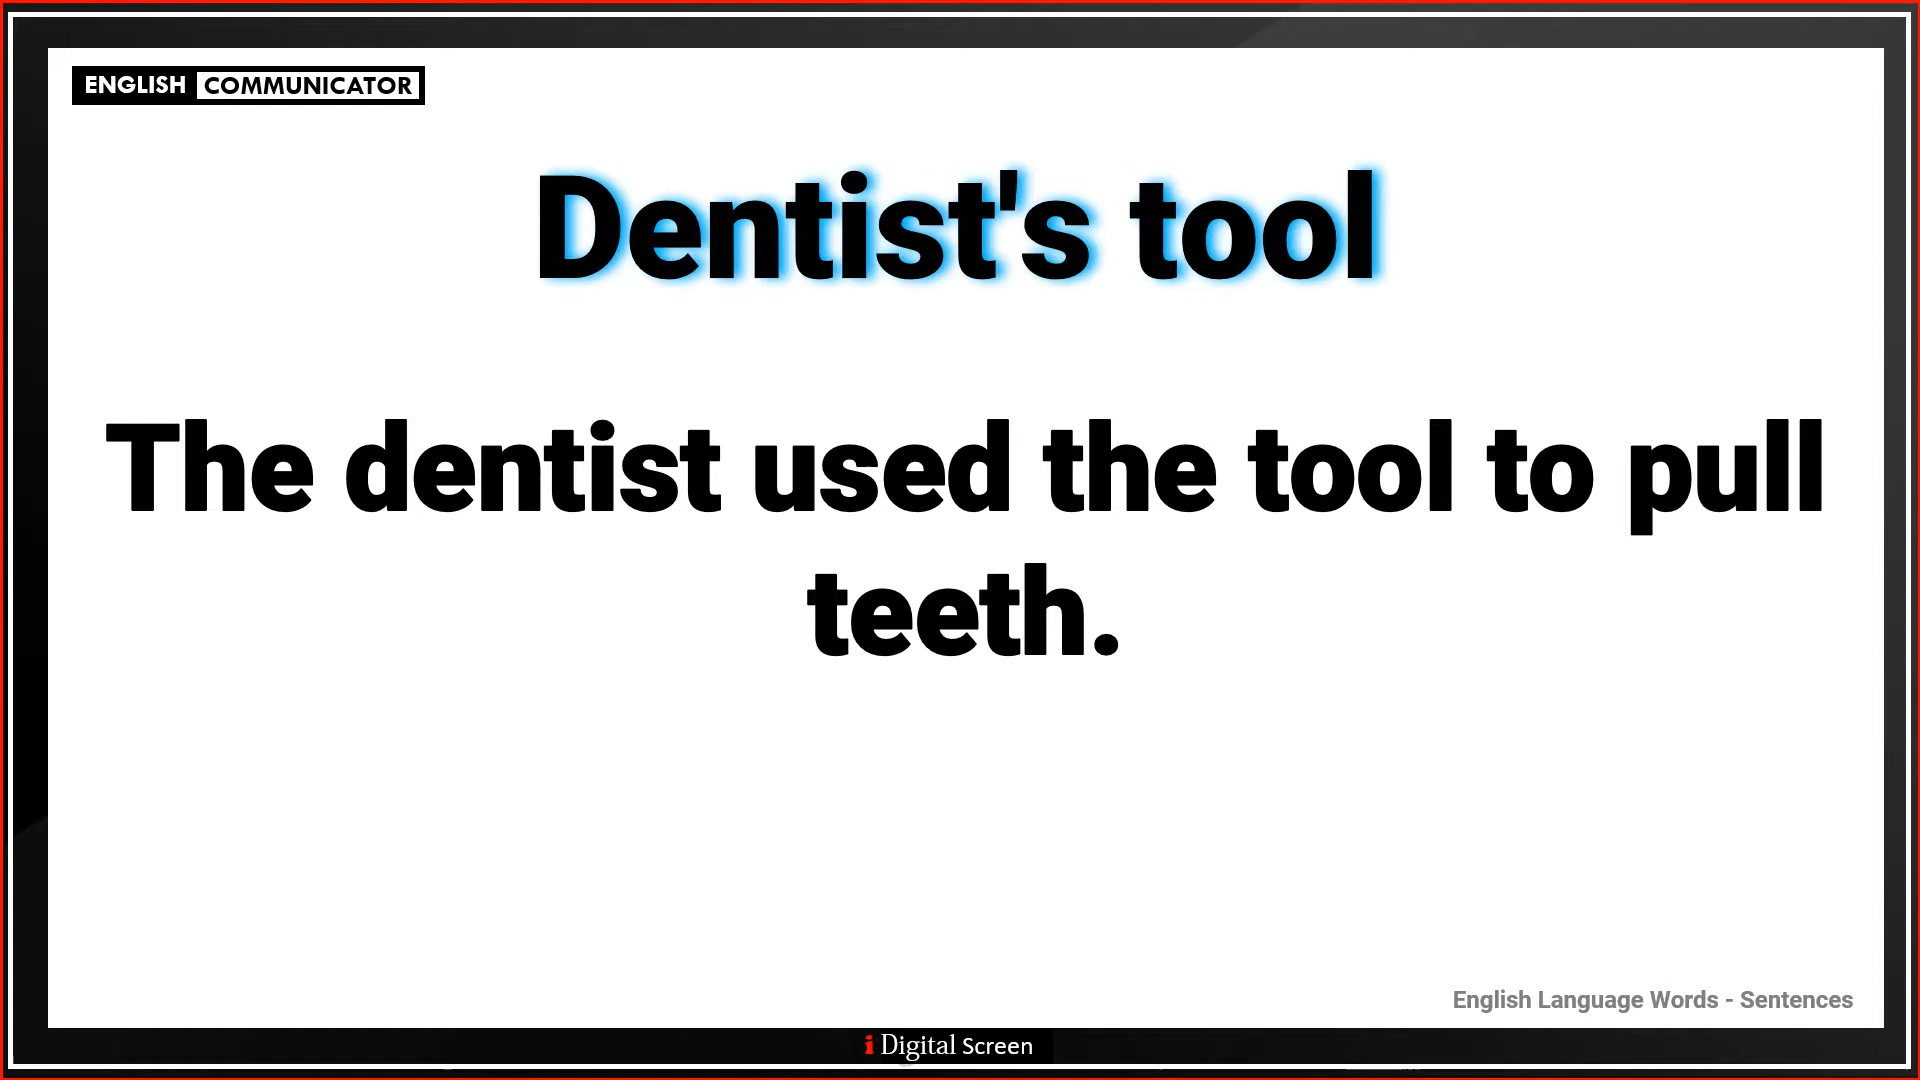 ENGLISH COMMUNICATOR
Dentist's tool
The dentist used the tool to pull
teeth.
English Language Words - Sentences
i Digital Screen